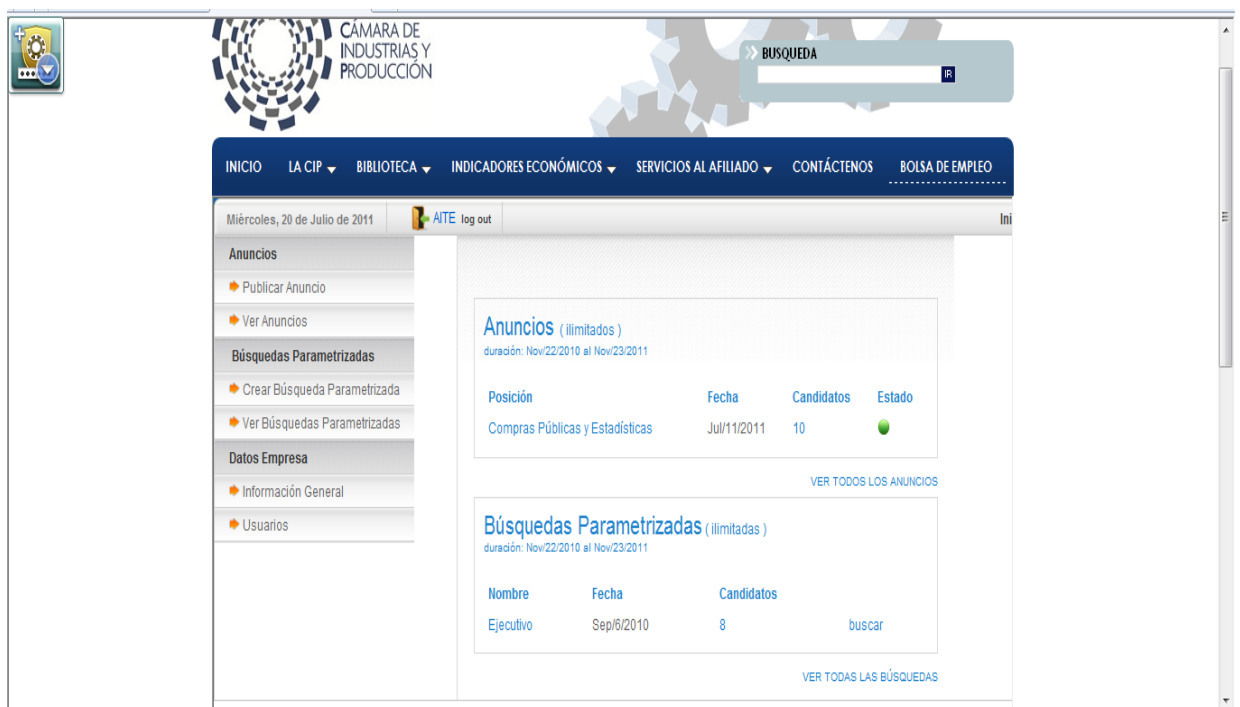 CÁMARA DE
INDUSTRIAS Y
PRODUCCIÓN
BUSQUEDA
IR
INICIO LA CIP BIBLIOTECA INDICADORES ECONÓMICOS SERVICIOS AL AFILIADO CONTÁCTENOS BOLSA DE EMPLEO
Miércoles, 20 de Julio de 2011 AITE log out Ini
Anuncios
Publicar Anuncio
Ver Anuncios
Búsquedas Parametrizadas
Crear Búsqueda Parametrizada
Ver Búsquedas Parametrizadas
Datos Empresa
Información General
Usuarios
Anuncios ( ilimitados )
duración: Nov/22/2010 al Nov/23/2011
Posición Fecha Candidatos Estado
Compras Públicas y Estadísticas Jul/11/2011 10
VER TODOS LOS ANUNCIOS
Búsquedas Parametrizadas ( ilimitadas )
duración: Nov/22/2010 al Nov/23/2011
Nombre Fecha Candidatos
Ejecutivo Sep/6/2010 8 buscar
VER TODAS LAS BÚSQUEDAS